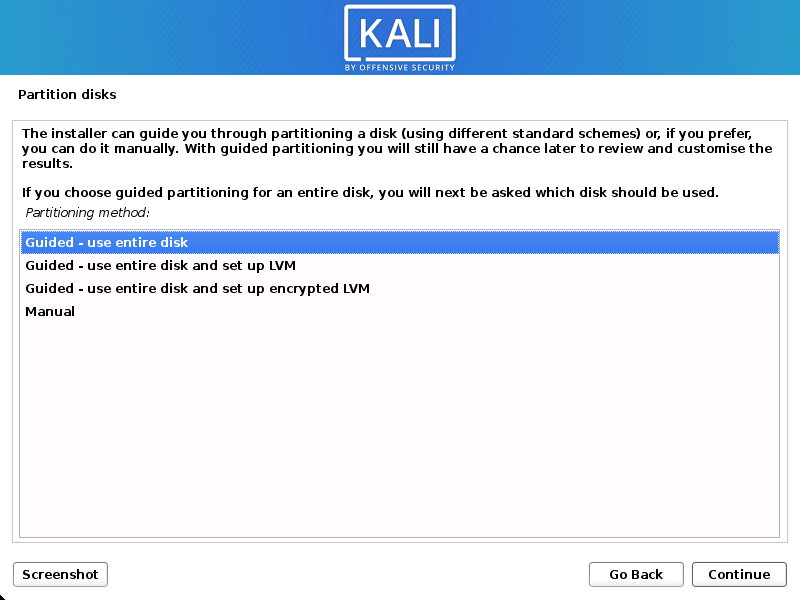 KALI
BY OFFENSIVE SECURITY
Partition disks
The installer can guide you through partitioning a disk (using different standard schemes) or, if you prefer,
you can do it manually. With guided partitioning you will still have a chance later to review and customise the
results.
If you choose guided partitioning for an entire disk, you will next be asked which disk should be used.
Partitioning method:
Guided - use entire disk
Guided - use entire disk and set up LVM
Guided - use entire disk and set up encrypted LVM
Manual
Screenshot
Go Back
Continue